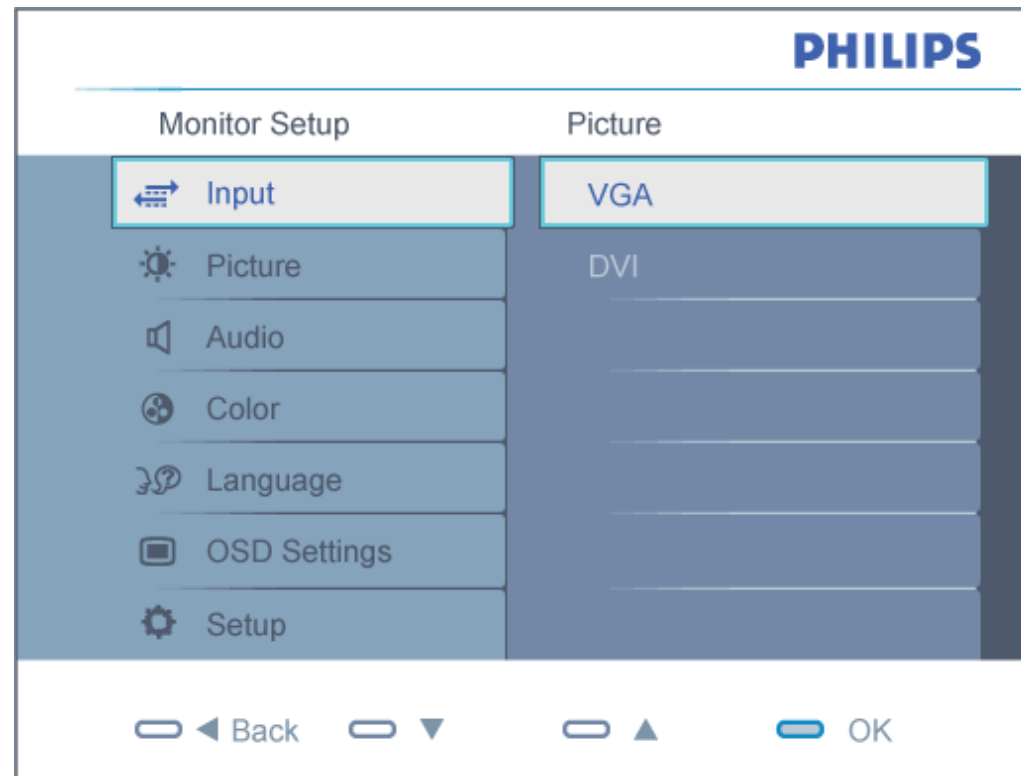 PHILIPS
Monitor Setup
Picture
Input
VGA
Picture
DVI
Audio
Color
Language
OSD Settings
Setup
Back
OK